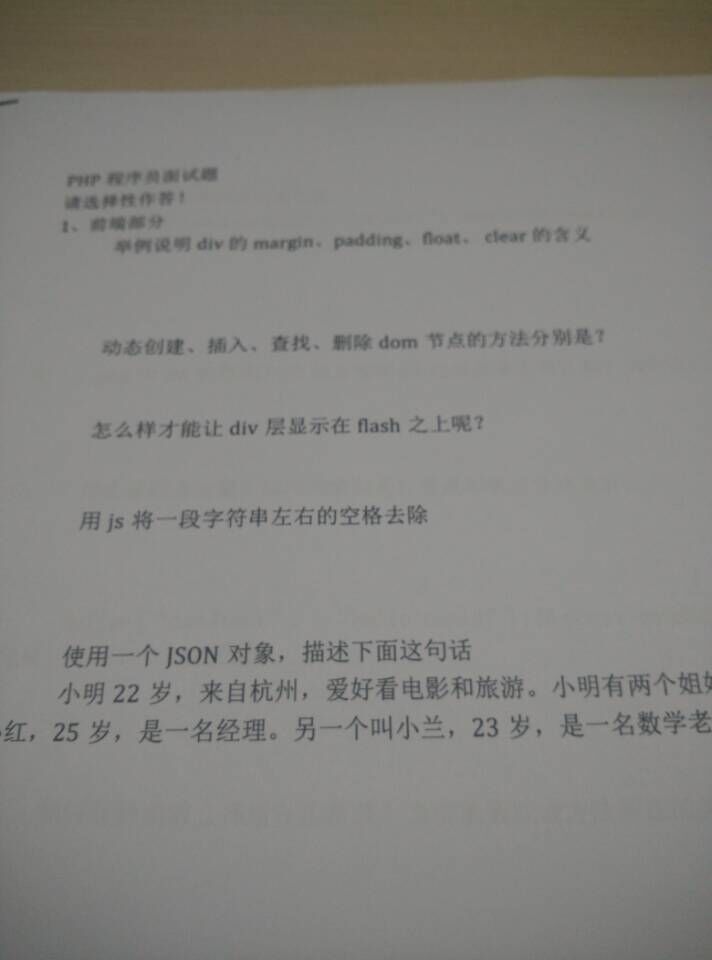 PHP 程序员面试题
请选择性作答！
1、前端部分
举例说明 div 的 margin、padding、float、 clear 的含义
动态创建、插入、查找、删除 dom 节点的方法分别是？
怎么样才能让 div 层显示在 flash 之上呢？
用 js 将一段字符串左右的空格去除
使用一个 JSON 对象，描述下面这句话
小明 22 岁，来自杭州，爱好看电影和旅游。小明有两个姐
红，25 岁，是一名经理。另一个叫小兰，23 岁，是一名数学老